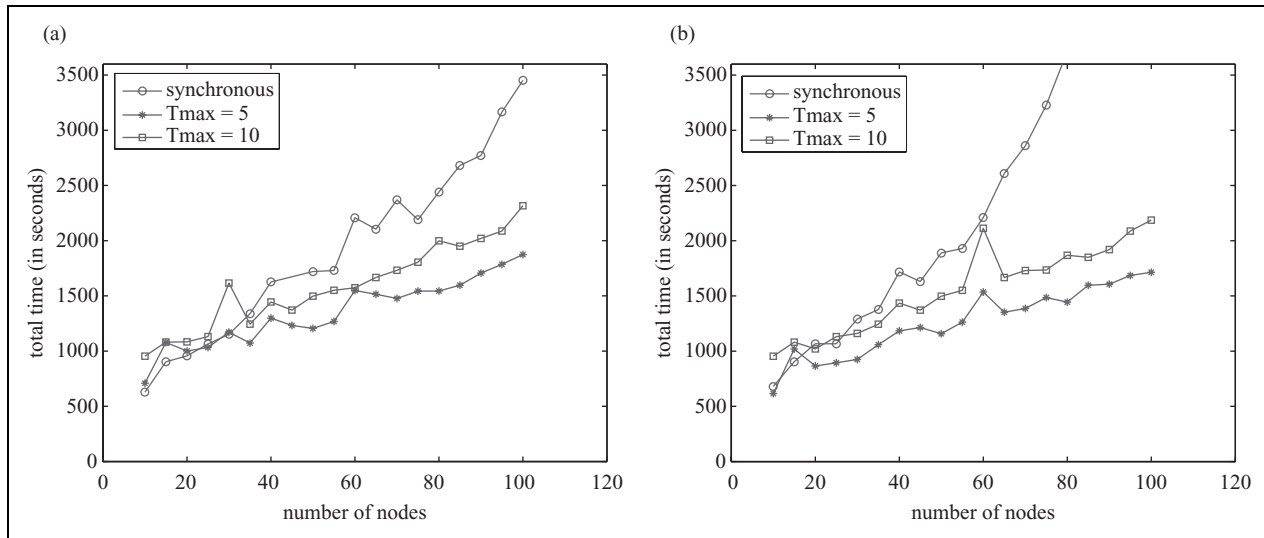 (a)
3500
3000
2500
2000
1500
1000
500
0
total time (in seconds)
synchronous
Tmax = 5
Tmax = 10
0
20
40
60
80
100
120
number of nodes
(b)
3500
3000
2500
2000
1500
1000
500
0
total time (in seconds)
synchronous
Tmax = 5
Tmax = 10
0
20
40
60
80
100
120
number of nodes